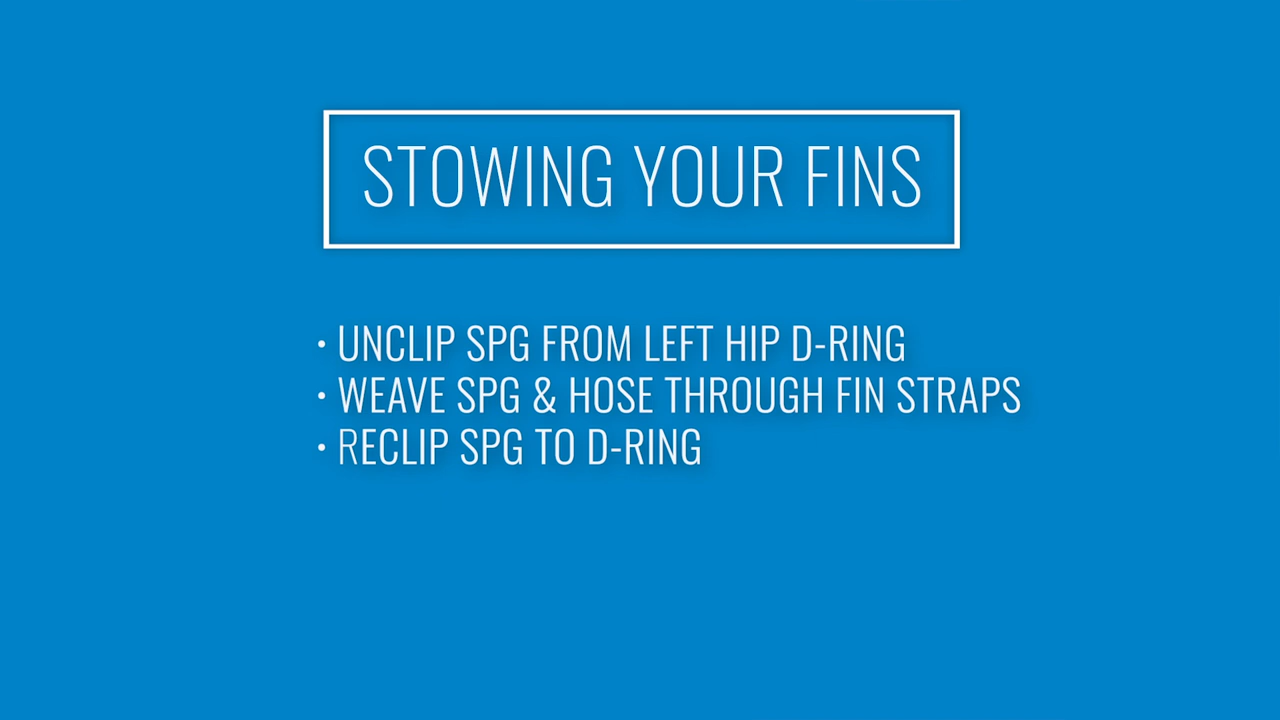 STOWING YOUR FINS
• UNCLIP SPG FROM LEFT HIP D-RING
• WEAVE SPG & HOSE THROUGH FIN STRAPS
• RECLIP SPG TO D-RING